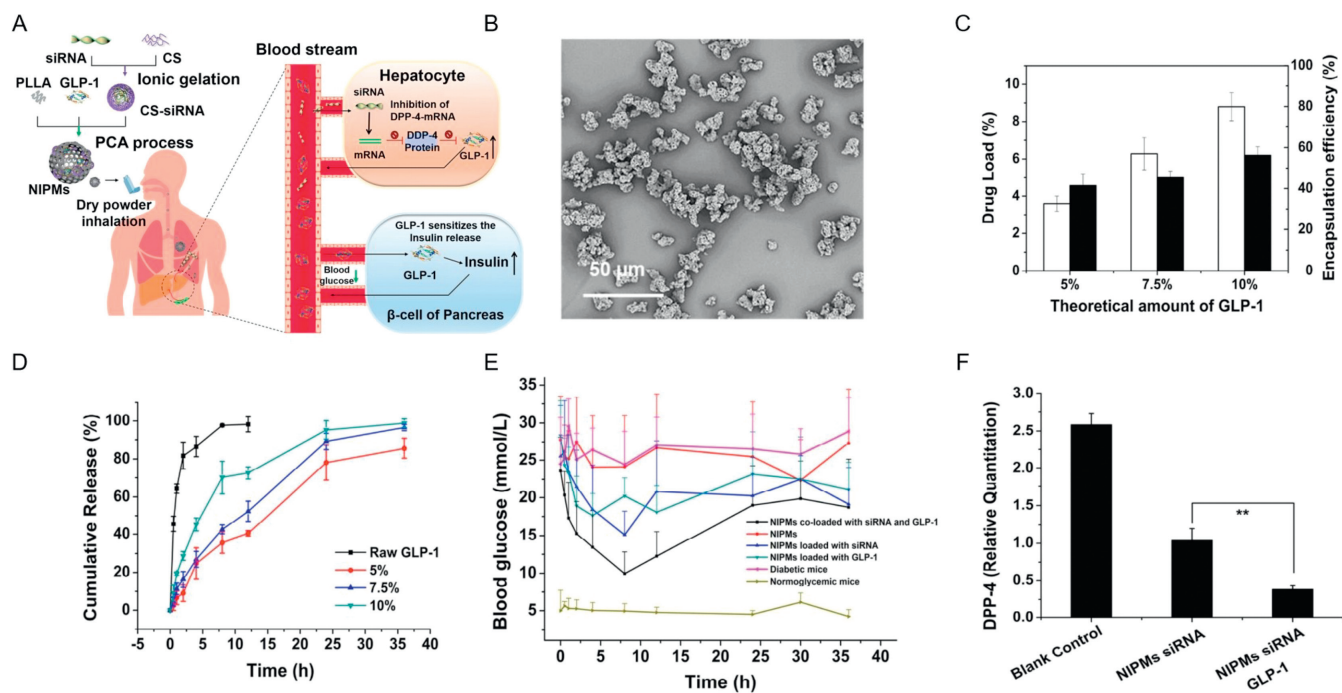 A
siRNA
CS
PLLA
GLP-1
Ionic gelation
CS-siRNA
PCA process
NIPMs
Dry powder
inhalation
Blood stream
Hepatocyte
siRNA
Inhibition of
DPP-4-mRNA
DDP-4
Protein
mRNA
GLP-1
GLP-1 sensitizes the
Insulin release
GLP-1
Insulin
Blood
glucose
β-cell of Pancreas
B
50 µm
C
Drug Load (%)
10
8
6
4
2
0
5%
7.5%
10%
Theoretical amount of GLP-1
100
80
60
40
20
0
Encapsulation efficiency (%)
D
Cumulative Release (%)
100
80
60
40
20
0
Raw GLP-1
5%
7.5%
10%
-5 0 5 10 15 20 25 30 35 40
Time (h)
E
Blood glucose (mmol/L)
35
30
25
20
15
10
5
0
NIPMs co-loaded with siRNA and GLP-1
NIPMs
NIPMs loaded with siRNA
NIPMs loaded with GLP-1
Diabetic mice
Normoglycemic mice
0 5 10 15 20 25 30 35 40
Time (h)
F
DPP-4 (Relative Quantitation)
3.0
2.5
2.0
1.5
1.0
0.5
0.0
**
Blank Control
NIPMs siRNA
NIPMs siRNA
GLP-1